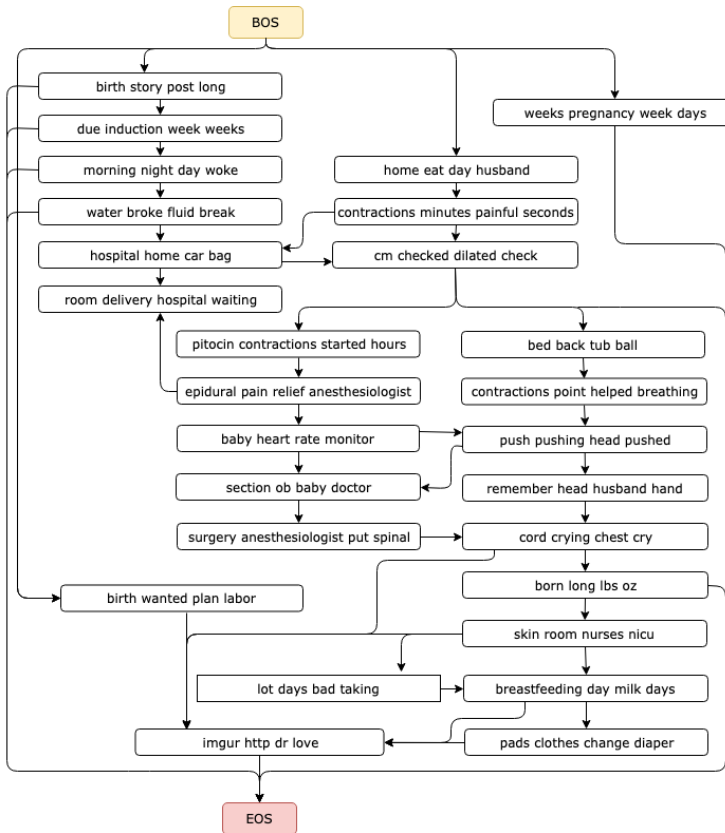 BOS
birth story post long
weeks pregnancy week days
due induction week weeks
morning night day woke
home eat day husband
water broke fluid break
contractions minutes painful seconds
hospital home car bag
cm checked dilated check
room delivery hospital waiting
pitocin contractions started hours
bed back tub ball
epidural pain relief anesthesiologist
contractions point helped breathing
baby heart rate monitor
push pushing head pushed
section ob baby doctor
remember head husband hand
surgery anesthesiologist put spinal
cord crying chest cry
born long lbs oz
birth wanted plan labor
skin room nurses nicu
lot days bad taking
breastfeeding day milk days
imgur http dr love
pads clothes change diaper
EOS